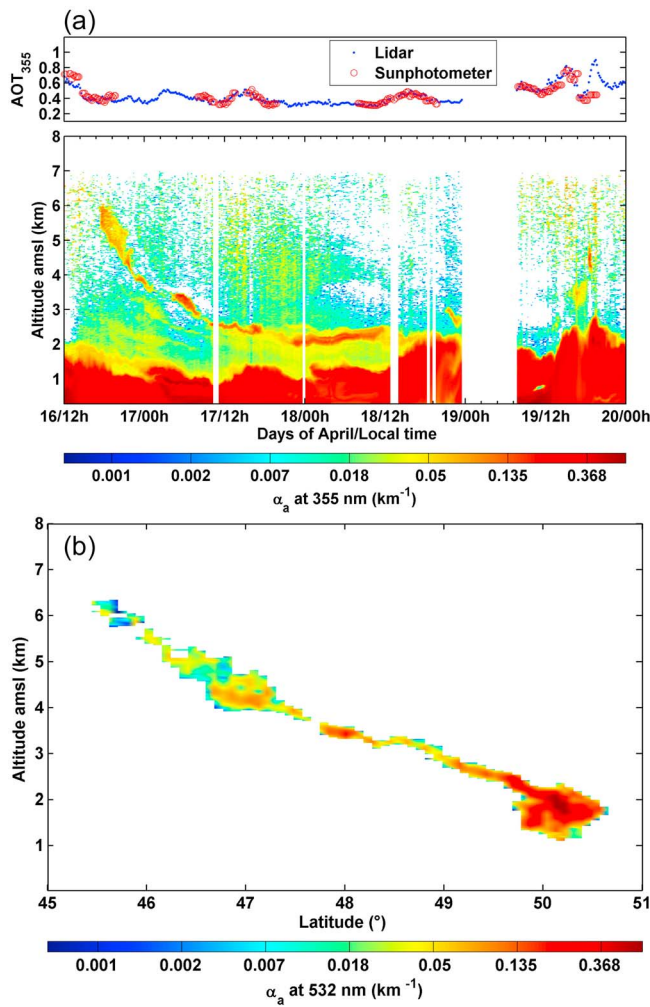 (a)
AOT355
1
0.8
0.6
0.4
0.2
Lidar
Sunphotometer
Altitude amsl (km)
8
7
6
5
4
3
2
1
16/12h 17/00h 17/12h 18/00h 18/12h 19/00h 19/12h 20/00h
Days of April/Local time
0.001 0.002 0.007 0.018 0.05 0.135 0.368
αa at 355 nm (km⁻¹)
(b)
Altitude amsl (km)
8
7
6
5
4
3
2
1
45 46 47 48 49 50 51
Latitude (°)
0.001 0.002 0.007 0.018 0.05 0.135 0.368
αa at 532 nm (km⁻¹)